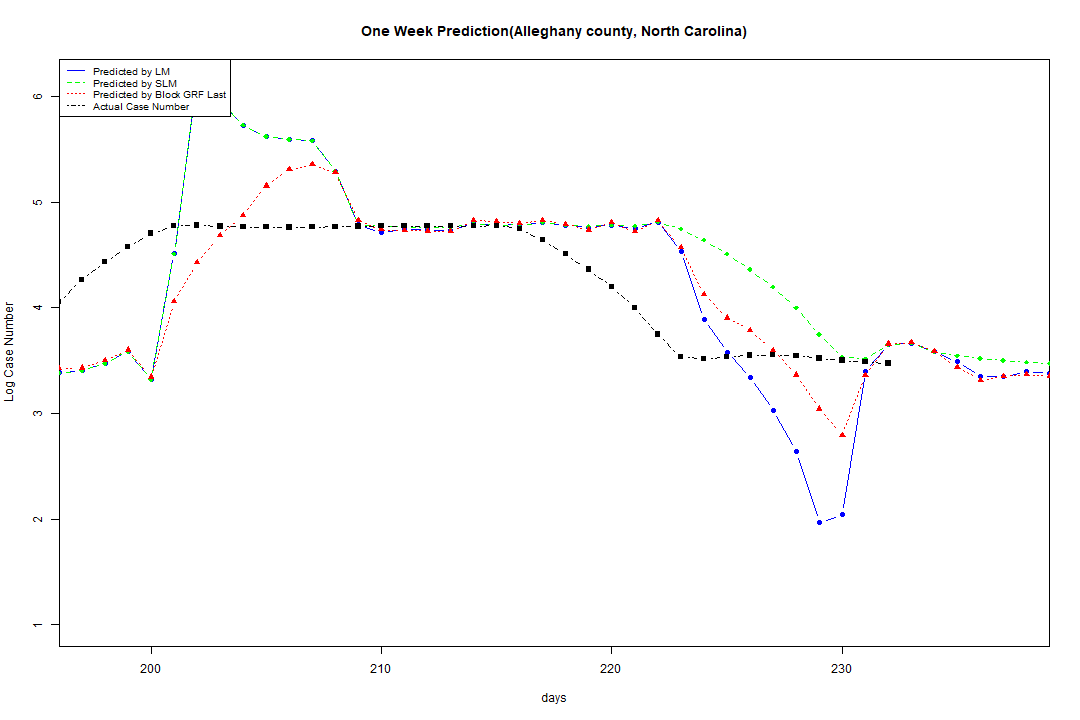 One Week Prediction(Alleghany county, North Carolina)
Predicted by LM
Predicted by SLM
Predicted by Block GRF Last
Actual Case Number
6
5
4
3
2
1
Log Case Number
200 210 220 230
days